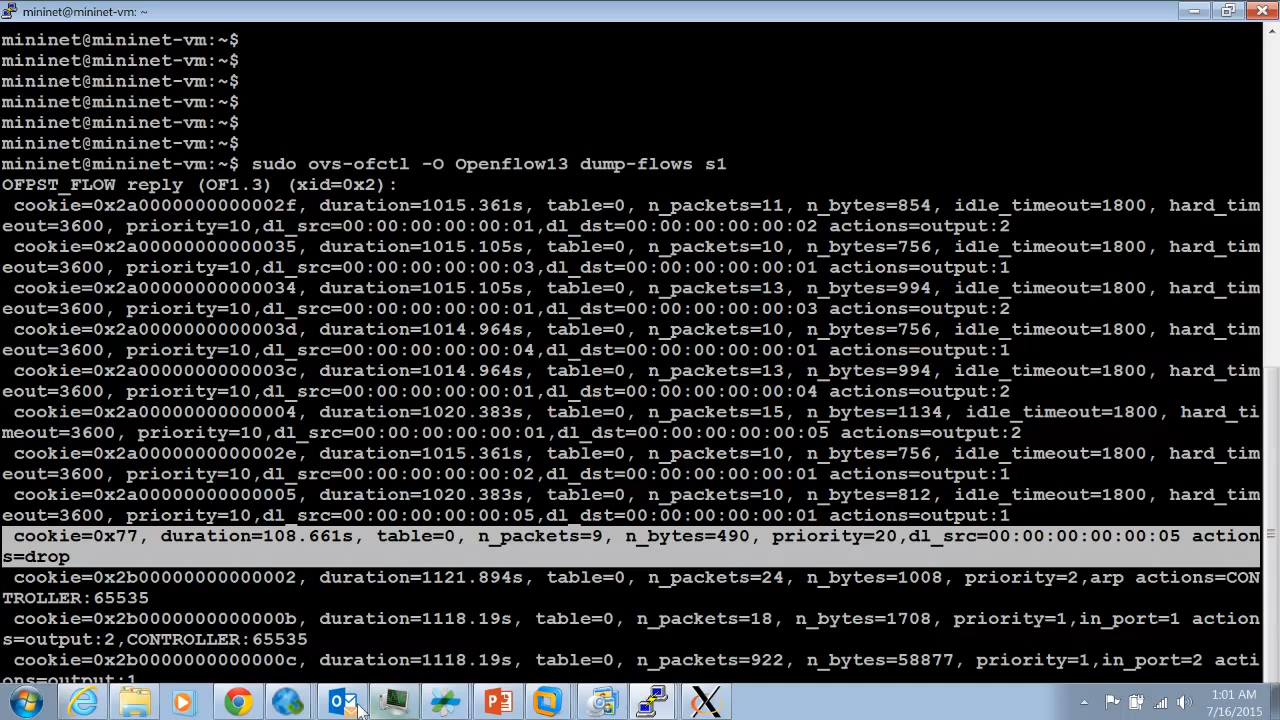 mininet@mininet-vm: ~
mininet@mininet-vm:~$
mininet@mininet-vm:~$
mininet@mininet-vm:~$
mininet@mininet-vm:~$
mininet@mininet-vm:~$
mininet@mininet-vm:~$
mininet@mininet-vm:~$ sudo ovs-ofctl -O Openflow13 dump-flows s1
OFPST_FLOW reply (OF1.3) (xid=0x2):
cookie=0x2a0000000000002f, duration=1015.361s, table=0, n_packets=11, n_bytes=854, idle_timeout=1800, hard_tim
eout=3600, priority=10,dl_src=00:00:00:00:00:01,dl_dst=00:00:00:00:00:02 actions=output:2
cookie=0x2a00000000000035, duration=1015.105s, table=0, n_packets=10, n_bytes=756, idle_timeout=1800, hard_tim
eout=3600, priority=10,dl_src=00:00:00:00:00:03,dl_dst=00:00:00:00:00:01 actions=output:1
cookie=0x2a00000000000034, duration=1015.105s, table=0, n_packets=13, n_bytes=994, idle_timeout=1800, hard_tim
eout=3600, priority=10,dl_src=00:00:00:00:00:01,dl_dst=00:00:00:00:00:03 actions=output:2
cookie=0x2a0000000000003d, duration=1014.964s, table=0, n_packets=10, n_bytes=756, idle_timeout=1800, hard_tim
eout=3600, priority=10,dl_src=00:00:00:00:00:04,dl_dst=00:00:00:00:00:01 actions=output:1
cookie=0x2a0000000000003c, duration=1014.964s, table=0, n_packets=13, n_bytes=994, idle_timeout=1800, hard_tim
eout=3600, priority=10,dl_src=00:00:00:00:00:01,dl_dst=00:00:00:00:00:04 actions=output:2
cookie=0x2a00000000000004, duration=1020.383s, table=0, n_packets=15, n_bytes=1134, idle_timeout=1800, hard_ti
meout=3600, priority=10,dl_src=00:00:00:00:00:01,dl_dst=00:00:00:00:00:05 actions=output:2
cookie=0x2a0000000000002e, duration=1015.361s, table=0, n_packets=10, n_bytes=756, idle_timeout=1800, hard_tim
eout=3600, priority=10,dl_src=00:00:00:00:00:02,dl_dst=00:00:00:00:00:01 actions=output:1
cookie=0x2a00000000000005, duration=1020.383s, table=0, n_packets=10, n_bytes=812, idle_timeout=1800, hard_tim
eout=3600, priority=10,dl_src=00:00:00:00:00:05,dl_dst=00:00:00:00:00:01 actions=output:1
cookie=0x77, duration=108.661s, table=0, n_packets=9, n_bytes=490, priority=20,dl_src=00:00:00:00:00:05 action
s=drop
cookie=0x2b00000000000002, duration=1121.894s, table=0, n_packets=24, n_bytes=1008, priority=2,arp actions=CON
TROLLER:65535
cookie=0x2b0000000000000b, duration=1118.19s, table=0, n_packets=18, n_bytes=1708, priority=1,in_port=1 action
s=output:2,CONTROLLER:65535
cookie=0x2b0000000000000c, duration=1118.19s, table=0, n_packets=922, n_bytes=58877, priority=1,in_port=2 acti
ons=output:1
1:01 AM
7/16/2015